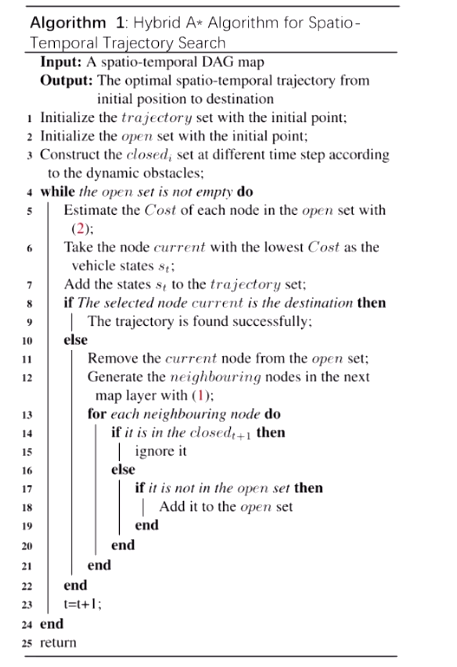 Algorithm 1: Hybrid A* Algorithm for Spatio-
Temporal Trajectory Search
Input: A spatio-temporal DAG map
Output: The optimal spatio-temporal trajectory from
initial position to destination
1 Initialize the trajectory set with the initial point;
2 Initialize the open set with the initial point;
3 Construct the closed_i set at different time step according
to the dynamic obstacles;
4 while the open set is not empty do
5 Estimate the Cost of each node in the open set with
(2);
6 Take the node current with the lowest Cost as the
vehicle states s_t;
7 Add the states s_t to the trajectory set;
8 if The selected node current is the destination then
9 The trajectory is found successfully;
10 else
11 Remove the current node from the open set;
12 Generate the neighbouring nodes in the next
map layer with (1);
13 for each neighbouring node do
14 if it is in the closed_{t+1} then
15 ignore it
16 else
17 if it is not in the open set then
18 Add it to the open set
19 end
20 end
21 end
22 end
23 t=t+1;
24 end
25 return